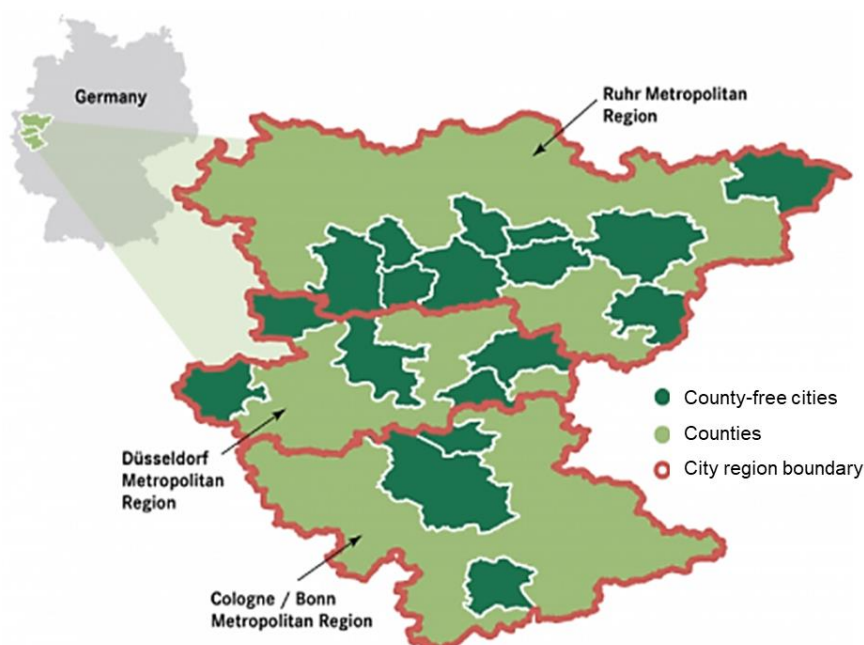 Germany
Ruhr Metropolitan
Region
County-free cities
Counties
City region boundary
Düsseldorf
Metropolitan
Region
Cologne / Bonn
Metropolitan Region